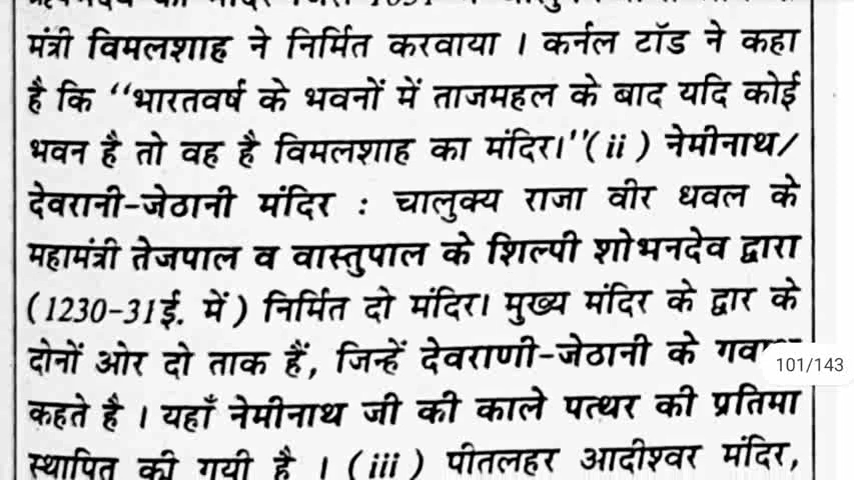 मंत्री विमलशाह ने निर्मित करवाया । कर्नल टॉड ने कहा
है कि ‘‘भारतवर्ष के भवनों में ताजमहल के बाद यदि कोई
भवन है तो वह है विमलशाह का मंदिर।’’(ii) नेमीनाथ/
देवरानी-जेठानी मंदिर : चालुक्य राजा वीर धवल के
महामंत्री तेजपाल व वास्तुपाल के शिल्पी शोभनदेव द्वारा
(1230-31ई. में) निर्मित दो मंदिर। मुख्य मंदिर के द्वार के
दोनों ओर दो ताक हैं, जिन्हें देवराणी-जेठानी के
101/143
कहते है । यहाँ नेमीनाथ जी की काले पत्थर की प्रतिमा
स्थापित की गयी है । (iii) पीतलहर आदीश्वर मंदिर,